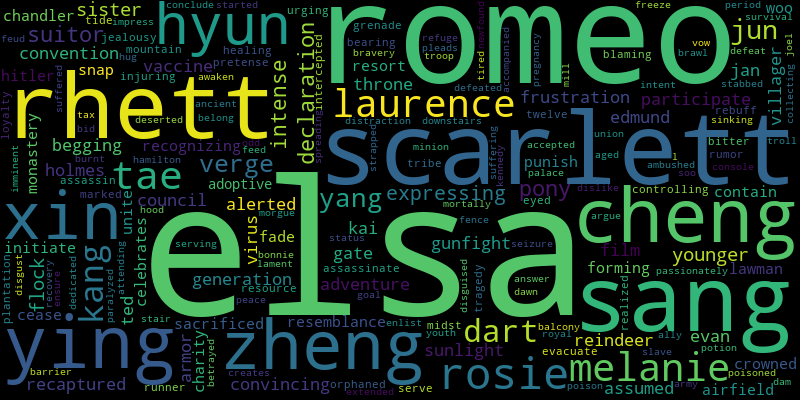 chandler
sister
tide
impress
conclude
started
hyun
urging
romeo
freeze
period
woo
survival
newfound
feud
jealousy
suitor
mountain
hug
healing
pretense
grenade
bearing
bravery
troop
refuge
pleads
tired
accompanied
pregnancy
vow
brawl
defeat
jun
stabbed
joel
collecting
convention
snap
vaccine
awaken
intense
declaration
intercepted
spreading
resort
throne
defeated
mill
blaming
intent
jan
villager
hitler
injuring
rhett
ancient
belong
laurence
frustration
participate
rebuff
sinking
loyalty
suffered
tax
bid
deserted
begging
recognizing
odd
feed
distraction
downstairs
twelve
edmund
bitter
troll
monastery
imminent
burnt
hamilton
verge
strapped
minion
tribe
suffering
kennedy
scarlett
accepted
palace
union
aged
ambushed
rumor
console
holmes
assassin
tae
adoptive
punish
dislike
soo
xin
marked
hood
council
alerted
morgue
yang
expressing
mortally
eyed
pony
controlling
contain
unite
celebrates
serving
virus
fade
bonnie
lament
elsa
kai
status
gate
assassinate
fence
gunfight
seizure
cheng
argue
film
younger
initiate
disgust
plantation
flock
recovery
ensure
dedicated
kang
paralyzed
attending
ted
generation
resource
peace
adventure
goal
disguised
tragedy
answer
dawn
forming
realized
passionately
lawman
sang
cease
stair
sacrificed
resemblance
enlist
midst
youth
dart
royal
balcony
reindeer
evan
ally
slave
potion
ying
armor
charity
betrayed
zheng
sunlight
evacuate
melanie
crowned
poisoned
barrier
recaptured
runner
creates
convincing
orphaned
extended
serve
rosie
poison
assumed
army
airfield
dam